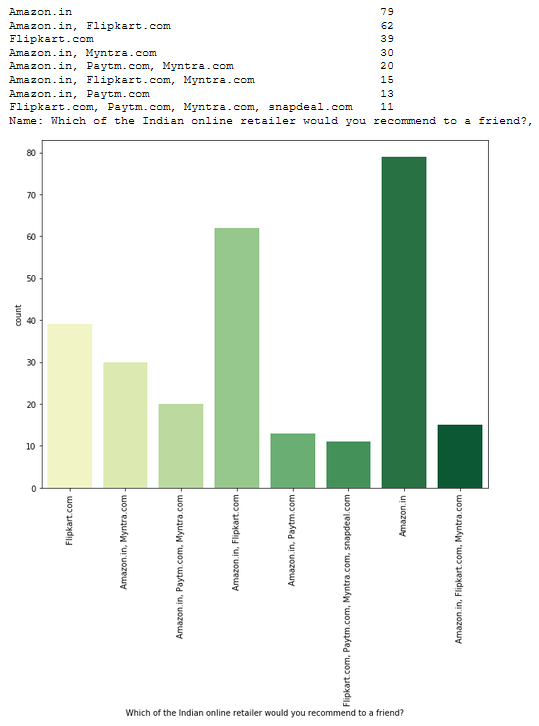 Amazon.in 79
Amazon.in, Flipkart.com 62
Flipkart.com 39
Amazon.in, Myntra.com 30
Amazon.in, Paytm.com, Myntra.com 20
Amazon.in, Flipkart.com, Myntra.com 15
Amazon.in, Paytm.com 13
Flipkart.com, Paytm.com, Myntra.com, snapdeal.com 11
Name: Which of the Indian online retailer would you recommend to a friend?,
80
70
60
50
40
30
20
10
0
count
Flipkart.com
Amazon.in, Myntra.com
Amazon.in, Paytm.com, Myntra.com
Amazon.in, Flipkart.com
Amazon.in, Paytm.com
Flipkart.com, Paytm.com, Myntra.com, snapdeal.com
Amazon.in
Amazon.in, Flipkart.com, Myntra.com
Which of the Indian online retailer would you recommend to a friend?